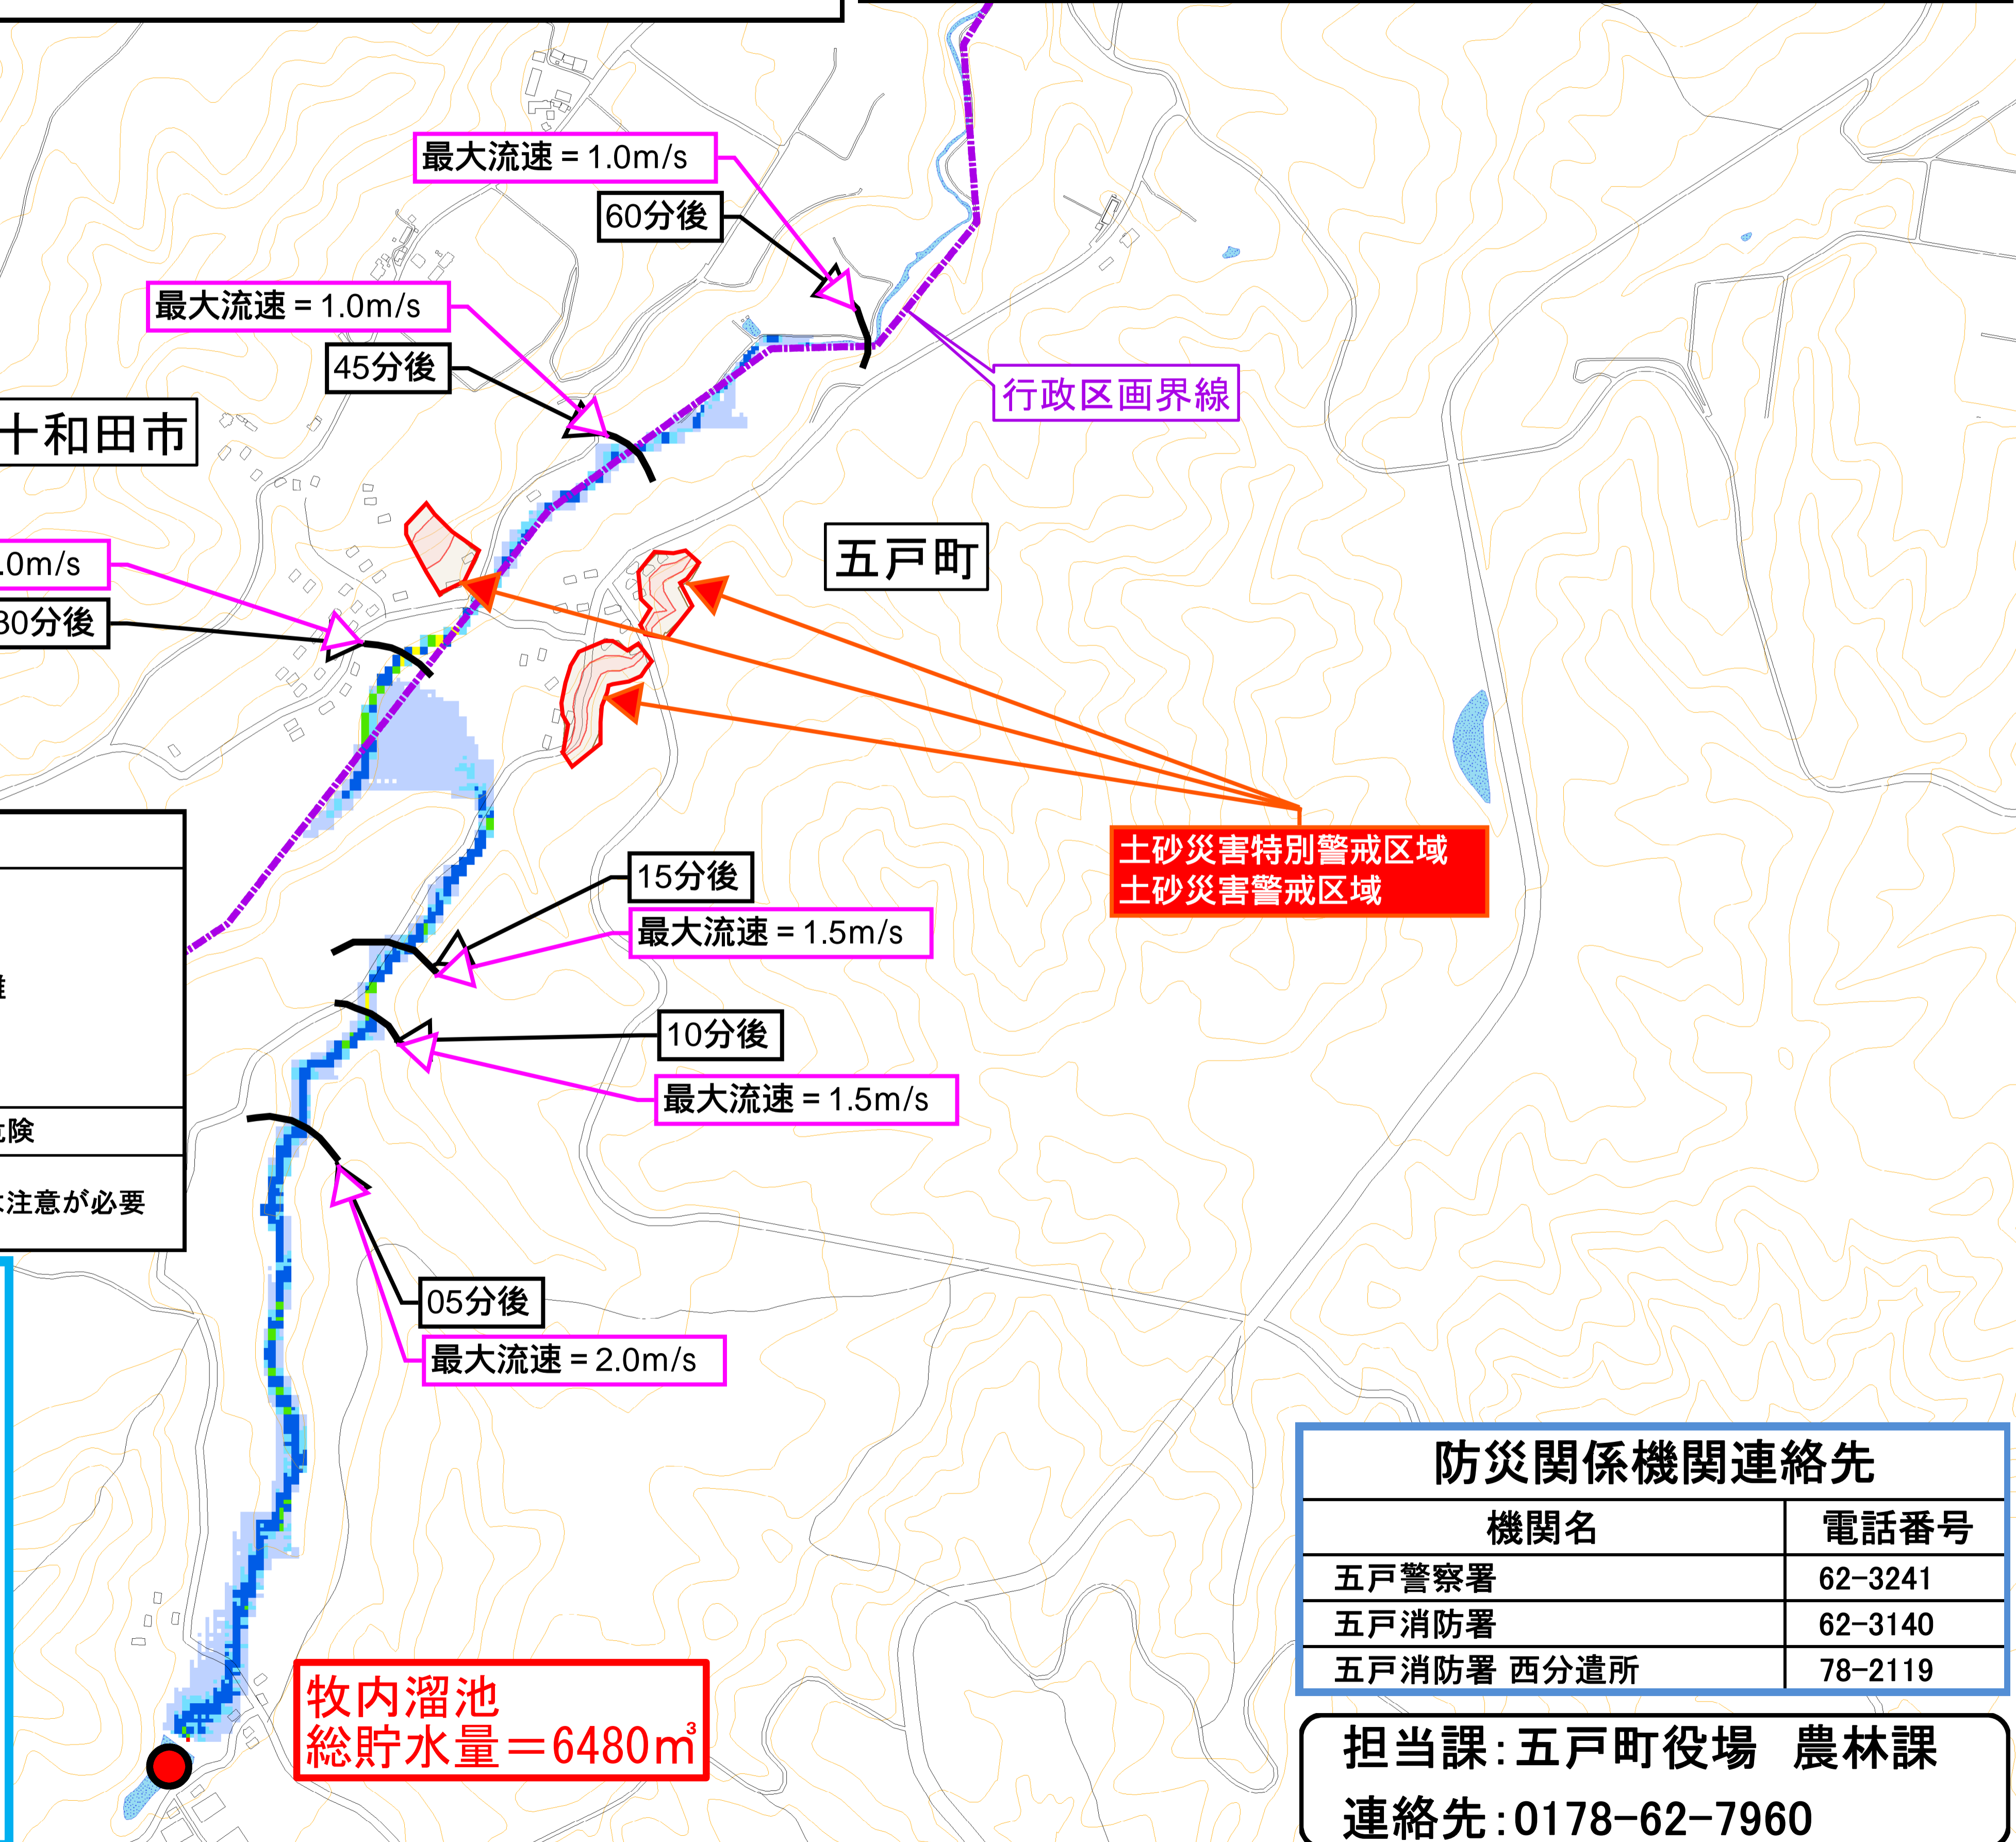 最大流速=1.0m/s
60分後
最大流速=1.0m/s
45分後
行政区画界線
十和田市
五戸町
.0m/s
30分後
土砂災害特別警戒区域
土砂災害警戒区域
15分後
最大流速=1.5m/s
10分後
最大流速=1.5m/s
険
注意が必要
05分後
最大流速=2.0m/s
牧内溜池
総貯水量=6480㎥
防災関係機関連絡先
機関名 電話番号
五戸警察署 62-3241
五戸消防署 62-3140
五戸消防署 西分遣所 78-2119
担当課:五戸町役場 農林課
連絡先:0178-62-7960